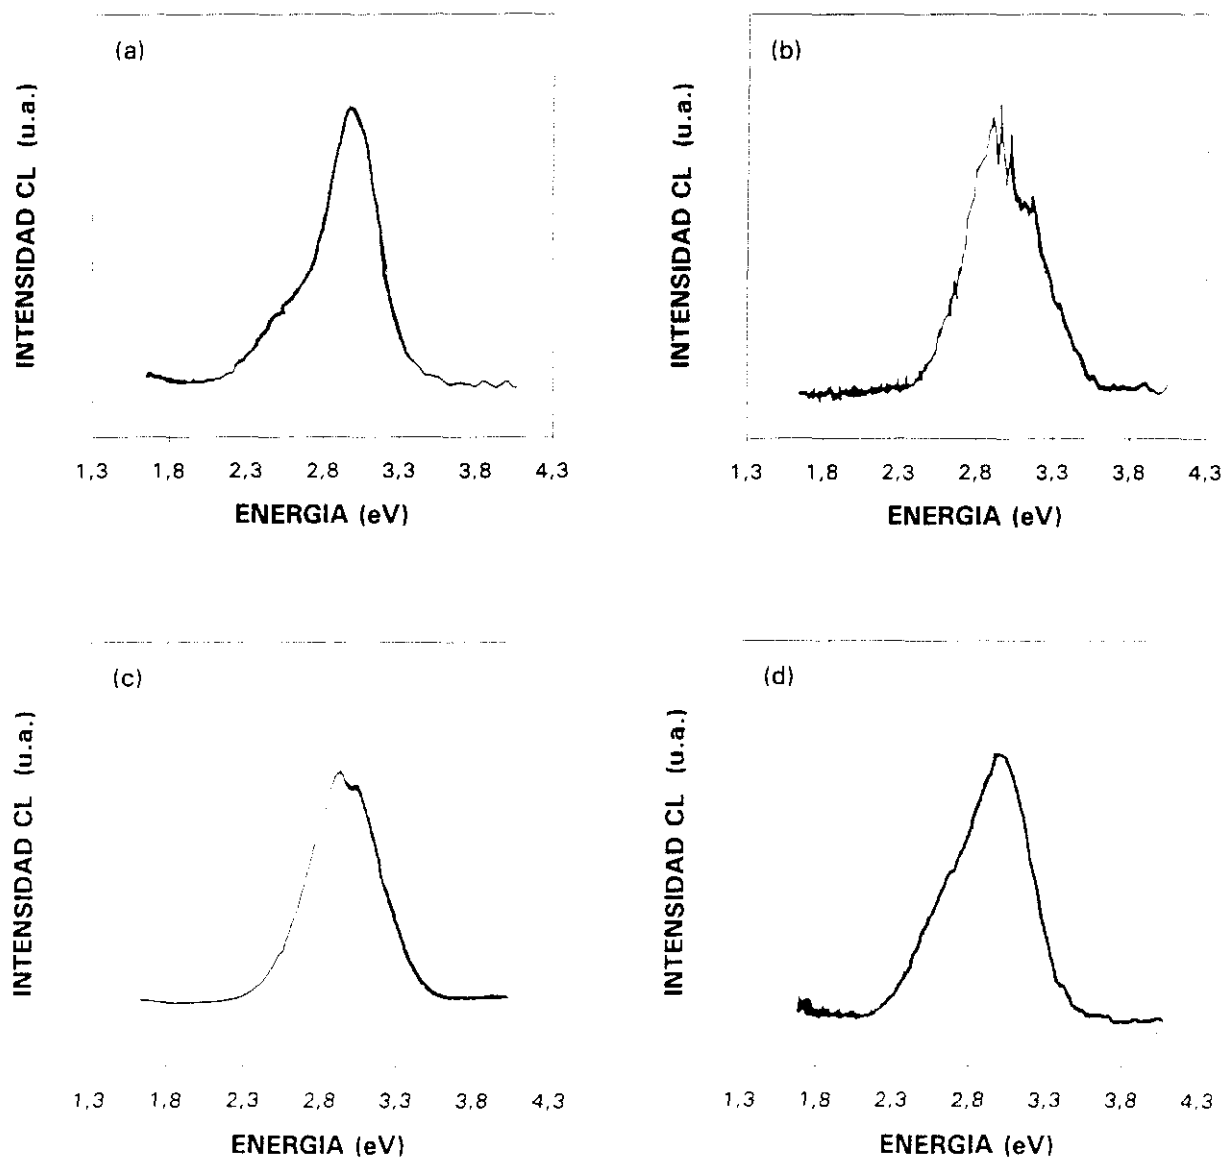 (a)
INTENSIDAD CL (u.a.)
1,3 1,8 2,3 2,8 3,3 3,8 4,3
ENERGIA (eV)
(b)
INTENSIDAD CL (u.a.)
1,3 1,8 2,3 2,8 3,3 3,8 4,3
ENERGIA (eV)
(c)
INTENSIDAD CL (u.a.)
1,3 1,8 2,3 2,8 3,3 3,8 4,3
ENERGIA (eV)
(d)
INTENSIDAD CL (u.a.)
1,3 1,8 2,3 2,8 3,3 3,8 4,3
ENERGIA (eV)